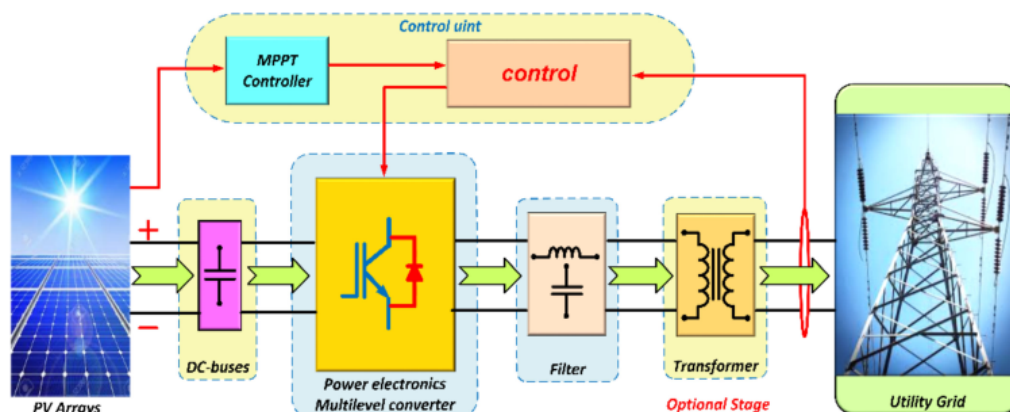 Control uint
MPPT
Controller
control
+
−
PV Arrays
DC-buses
Power electronics
Multilevel converter
Filter
Transformer
Optional Stage
Utility Grid